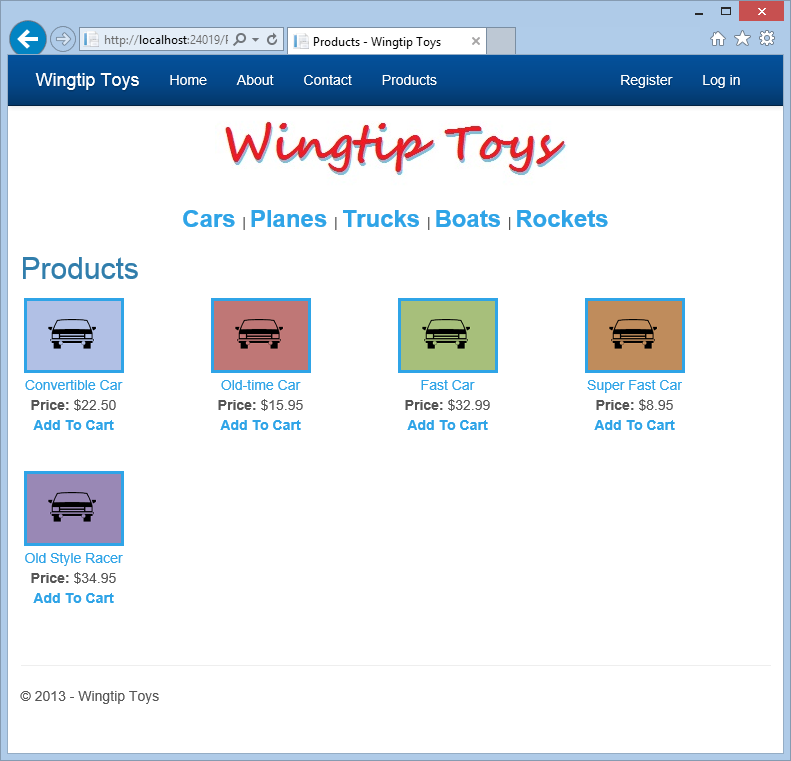 http://localhost:24019/
Products - Wingtip Toys
Wingtip Toys Home About Contact Products Register Log in
Wingtip Toys
Cars | Planes | Trucks | Boats | Rockets
Products
Convertible Car Old-time Car Fast Car Super Fast Car
Price: $22.50 Price: $15.95 Price: $32.99 Price: $8.95
Add To Cart Add To Cart Add To Cart Add To Cart
Old Style Racer
Price: $34.95
Add To Cart
© 2013 - Wingtip Toys